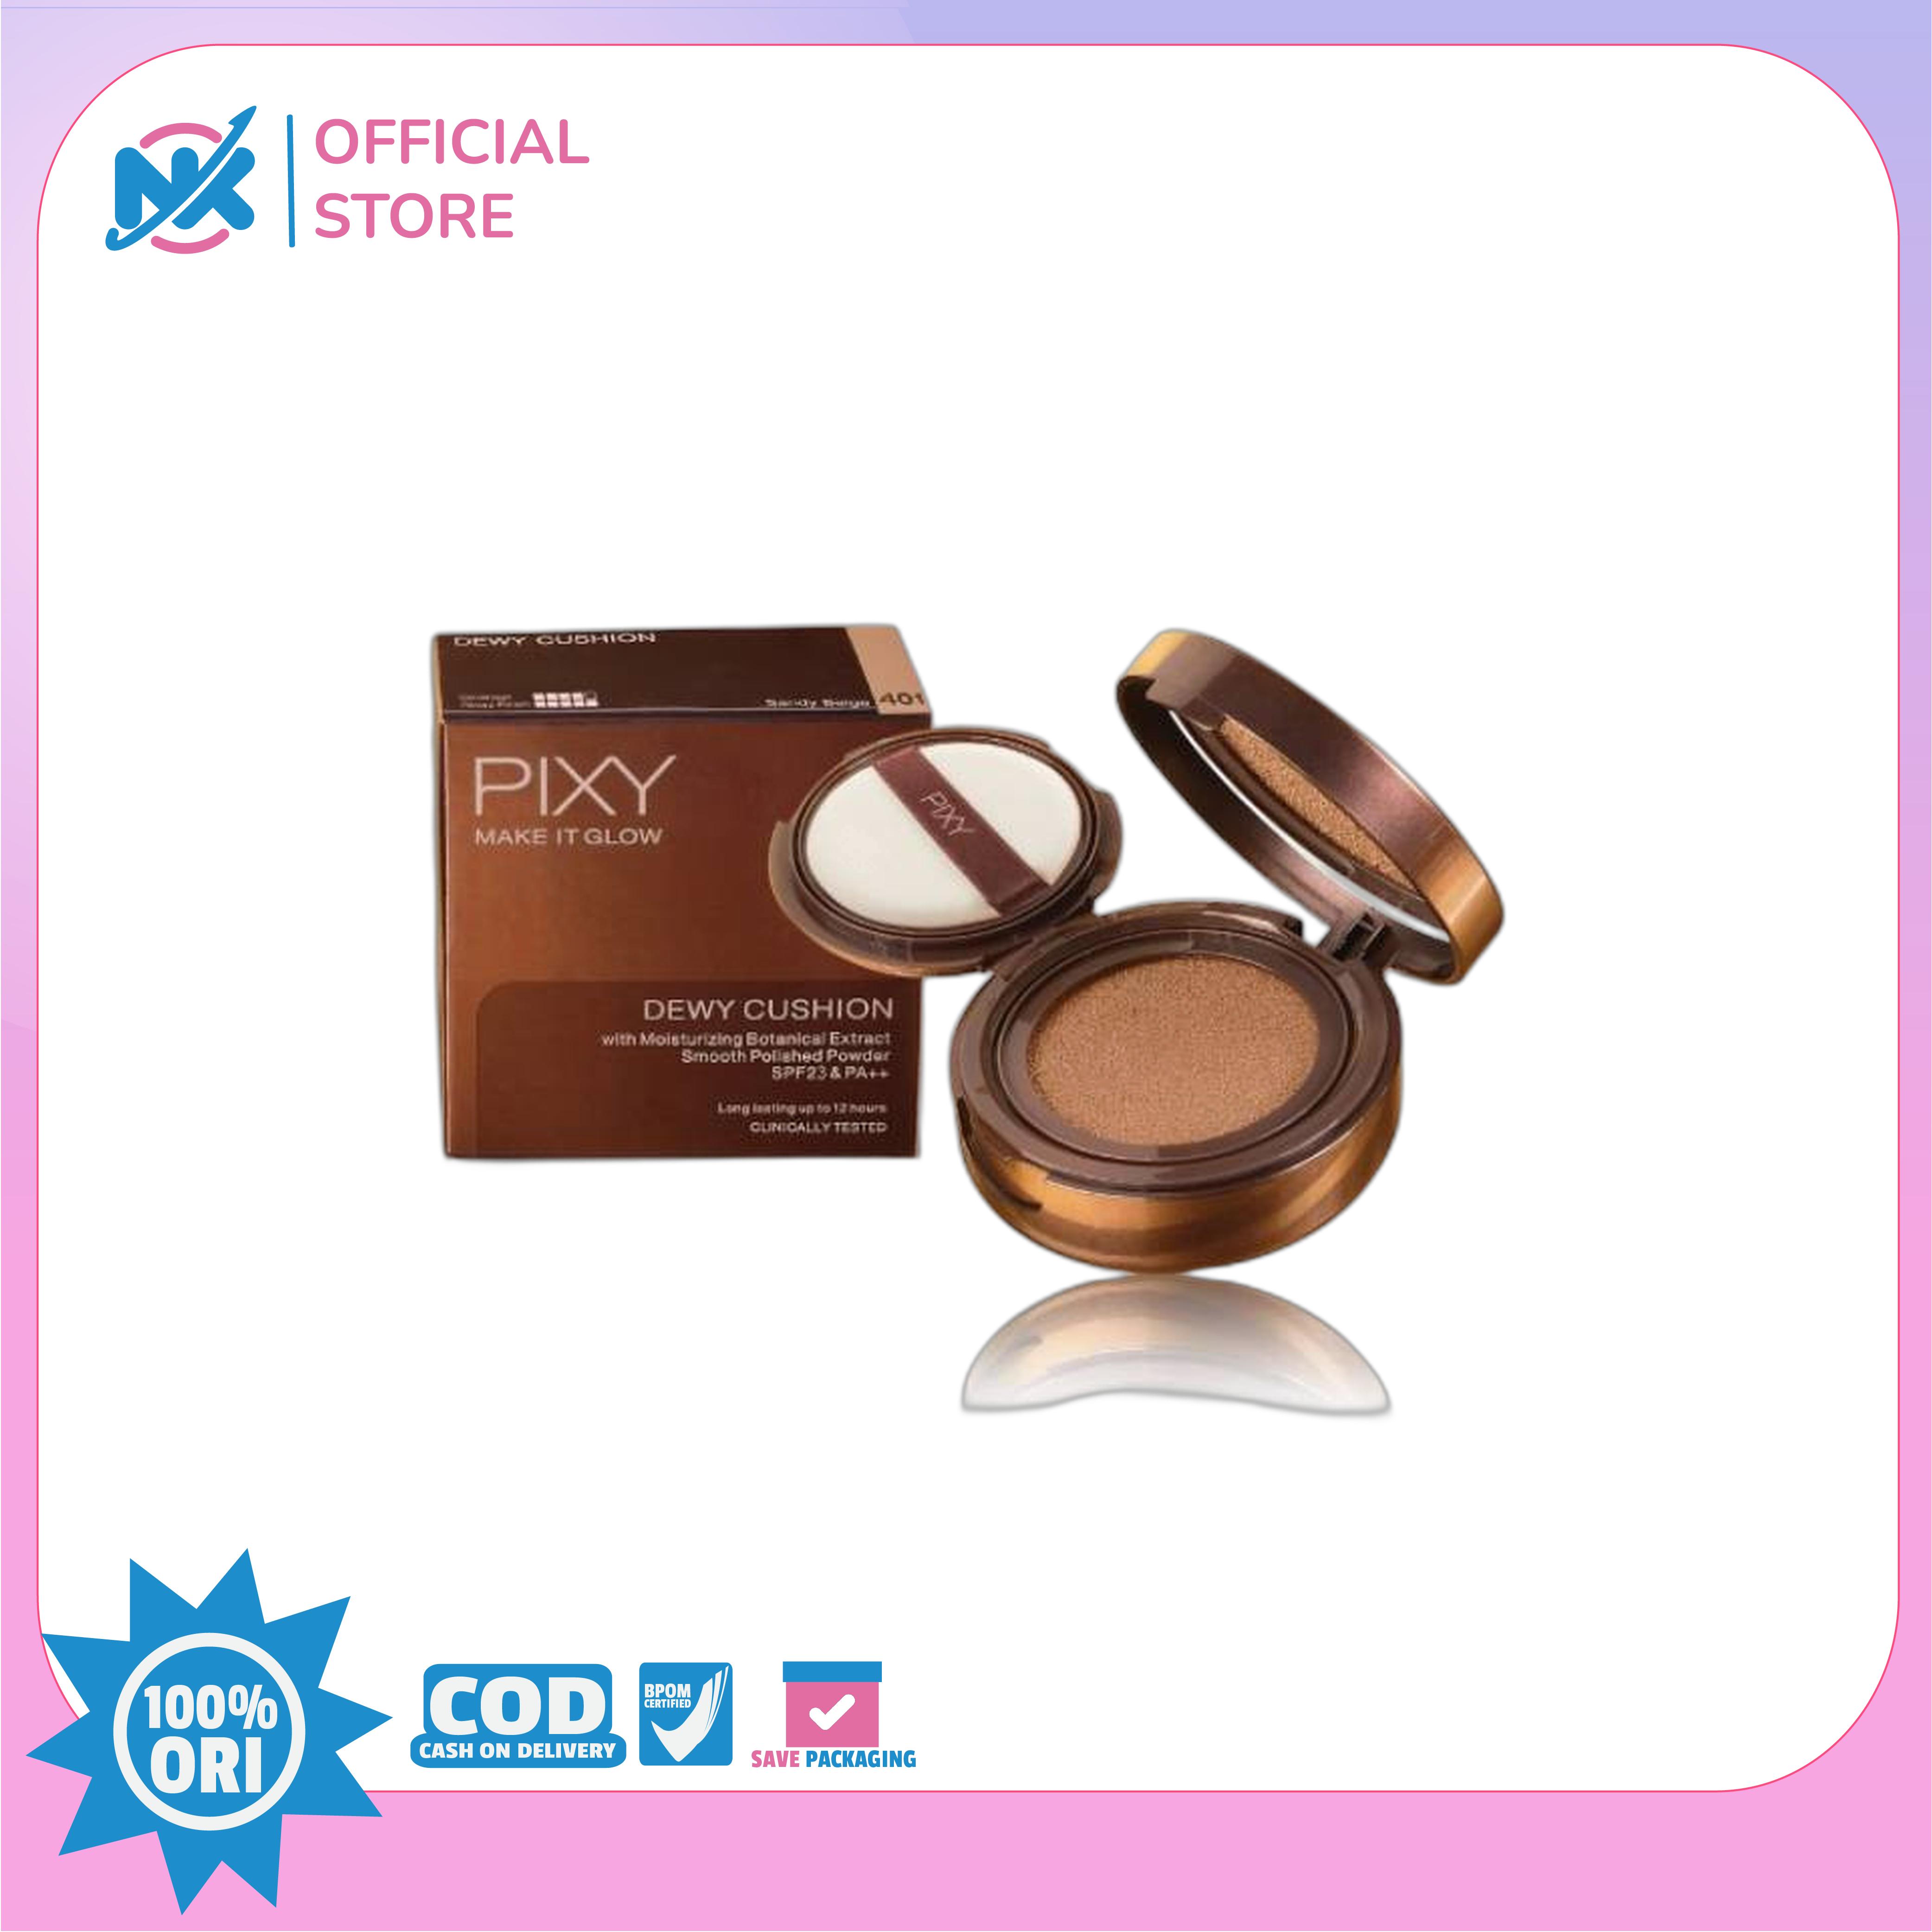 NK
OFFICIAL
STORE
DEWY CUSHION
Sandy Beige 401
PIXY
MAKE IT GLOW
PIXY
DEWY CUSHION
with Moisturizing Botanical Extract
Smooth Polished Powder
SPF23 & PA++
Long lasting up to 12 hours
CLINICALLY TESTED
100%
ORI
COD
CASH ON DELIVERY
BPOM
CERTIFIED
SAVE PACKAGING